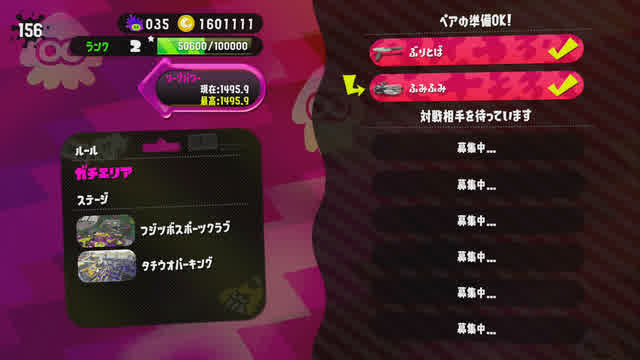 156
035
1601111
ランク
2
50600/100000
リーグパワー
現在:1495.9
最高:1495.9
ルール
ガチエリア
ステージ
フジツボスポーツクラブ
タチウオパーキング
ペアの準備OK!
ぷりとば
ふみふみ
対戦相手を待っています
募集中...
募集中...
募集中...
募集中...
募集中...
募集中...